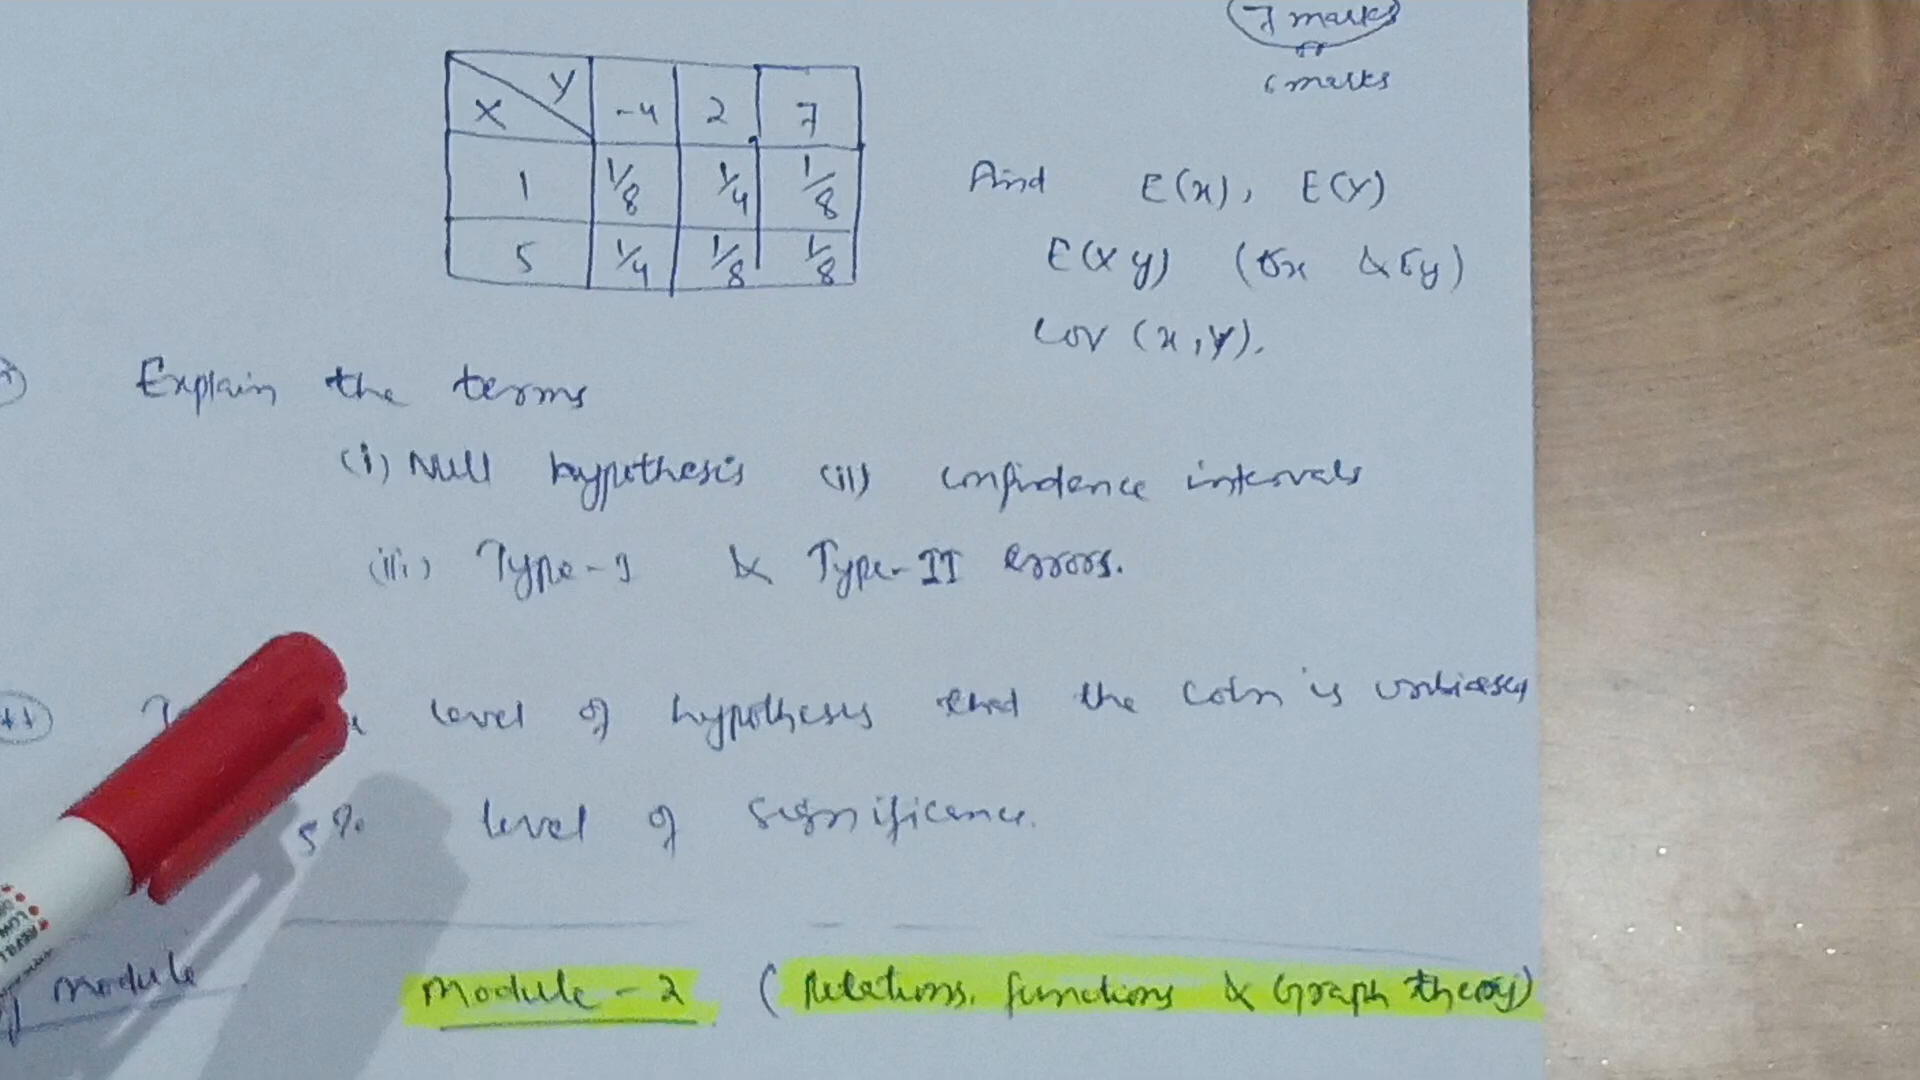 7 marks
or
6 marks
Y
X -4 2 7
1 1/8 1/4 1/8
5 1/4 1/8 1/8
Find E(x), E(Y)
E(XY) (σx & σy)
Cov (x,Y).
Explain the terms
(i) Null hypothesis (ii) confidence intervals
(iii) Type-I & Type-II errors.
level of hypothesis that the coin is unbiased
5% level of significance.
module
Module - 2 ( Relations, functions & Graph theory)